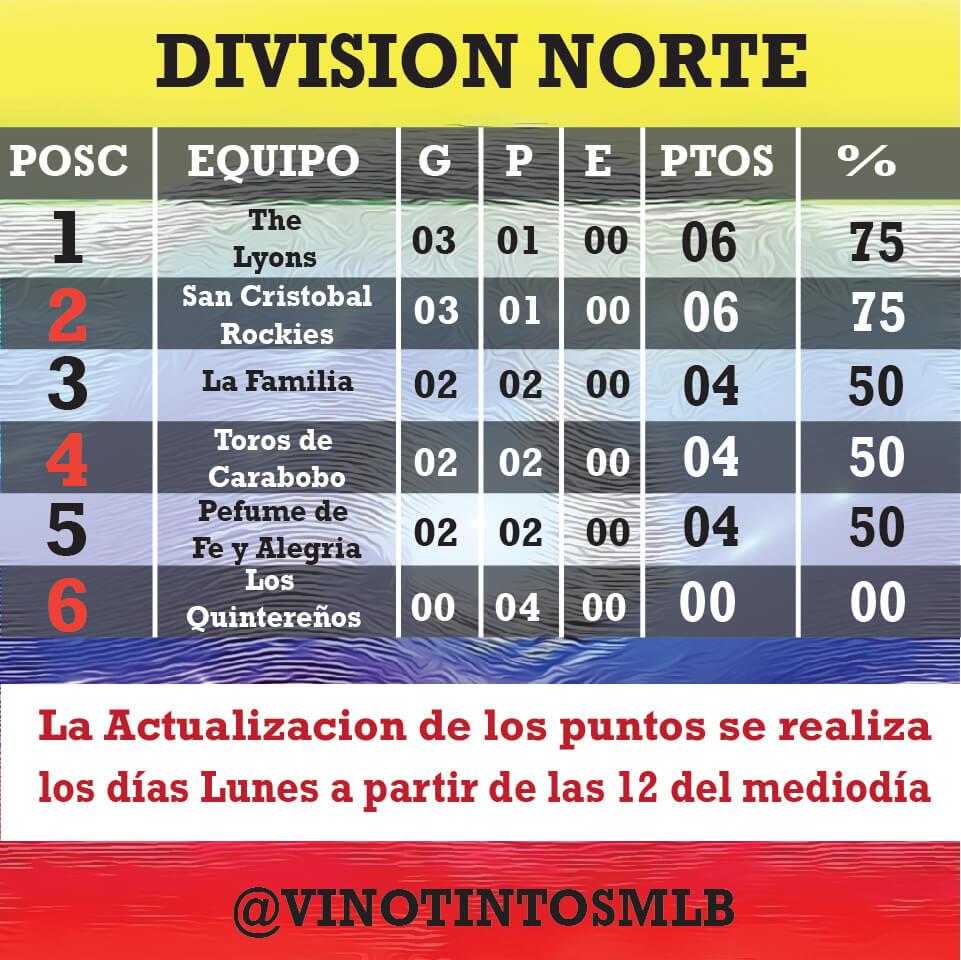 DIVISION NORTE
POSC EQUIPO G P E PTOS %
1 The Lyons 03 01 00 06 75
2 San Cristobal Rockies 03 01 00 06 75
3 La Familia 02 02 00 04 50
4 Toros de Carabobo 02 02 00 04 50
5 Pefume de Fe y Alegria 02 02 00 04 50
6 Los Quintereños 00 04 00 00 00
La Actualizacion de los puntos se realiza
los días Lunes a partir de las 12 del mediodía
@VINOTINTOSMLB